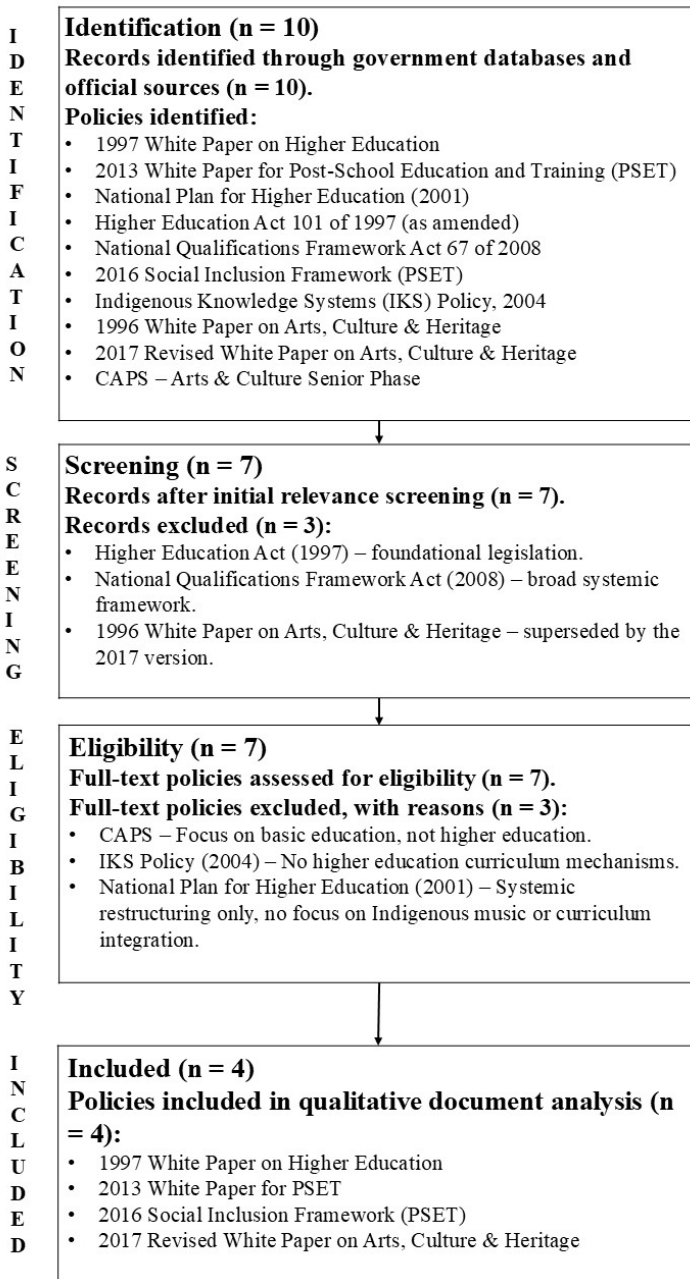 IDENTIFICATION
Identification (n = 10)
Records identified through government databases and
official sources (n = 10).
Policies identified:
• 1997 White Paper on Higher Education
• 2013 White Paper for Post-School Education and Training (PSET)
• National Plan for Higher Education (2001)
• Higher Education Act 101 of 1997 (as amended)
• National Qualifications Framework Act 67 of 2008
• 2016 Social Inclusion Framework (PSET)
• Indigenous Knowledge Systems (IKS) Policy, 2004
• 1996 White Paper on Arts, Culture & Heritage
• 2017 Revised White Paper on Arts, Culture & Heritage
• CAPS – Arts & Culture Senior Phase
SCREENING
Screening (n = 7)
Records after initial relevance screening (n = 7).
Records excluded (n = 3):
• Higher Education Act (1997) – foundational legislation.
• National Qualifications Framework Act (2008) – broad systemic
framework.
• 1996 White Paper on Arts, Culture & Heritage – superseded by the
2017 version.
ELIGIBILITY
Eligibility (n = 7)
Full-text policies assessed for eligibility (n = 7).
Full-text policies excluded, with reasons (n = 3):
• CAPS – Focus on basic education, not higher education.
• IKS Policy (2004) – No higher education curriculum mechanisms.
• National Plan for Higher Education (2001) – Systemic
restructuring only, no focus on Indigenous music or curriculum
integration.
INCLUDED
Included (n = 4)
Policies included in qualitative document analysis (n
= 4):
• 1997 White Paper on Higher Education
• 2013 White Paper for PSET
• 2016 Social Inclusion Framework (PSET)
• 2017 Revised White Paper on Arts, Culture & Heritage